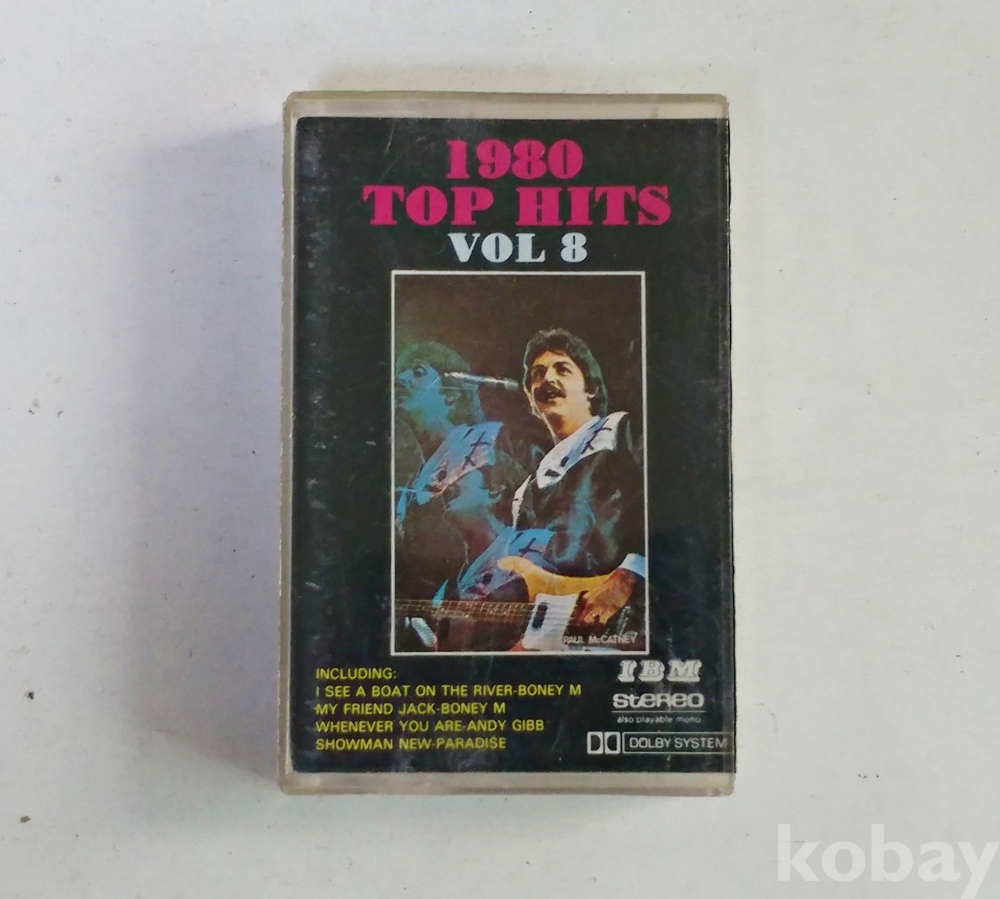 1980
TOP HITS
VOL 8
PAUL McCATNEY
INCLUDING:
I SEE A BOAT ON THE RIVER-BONEY M
MY FRIEND JACK-BONEY M
WHENEVER YOU ARE-ANDY GIBB
SHOWMAN NEW-PARADISE
IBM
STEREO
also playable mono
DOLBY SYSTEM
kobay